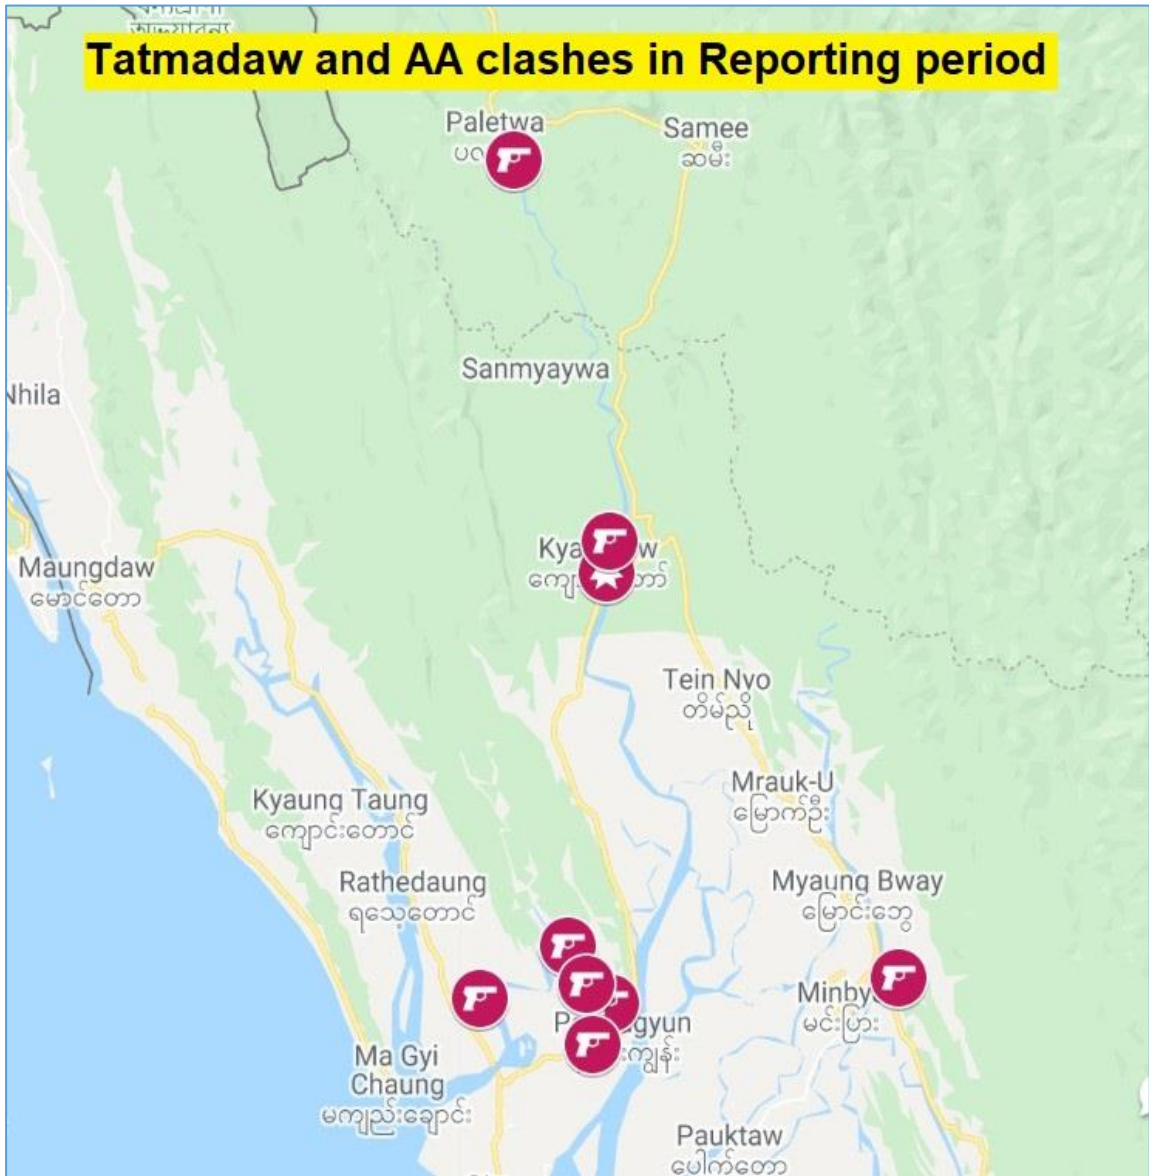 Tatmadaw and AA clashes in Reporting period
Paletwa
Samee
ဆမီး
Sanmyaywa
Nhila
Maungdaw
မောင်တော
Tein Nyo
တိမ်ညို
Mrauk-U
မြောက်ဦး
Kyaung Taung
ကျောင်းတောင်
Rathedaung
ရသေ့တောင်
Myaung Bway
မြောင်းဘွေ
မင်းပြား
Ma Gyi
Chaung
မကျည်းချောင်း
Pauktaw
ပေါက်တော